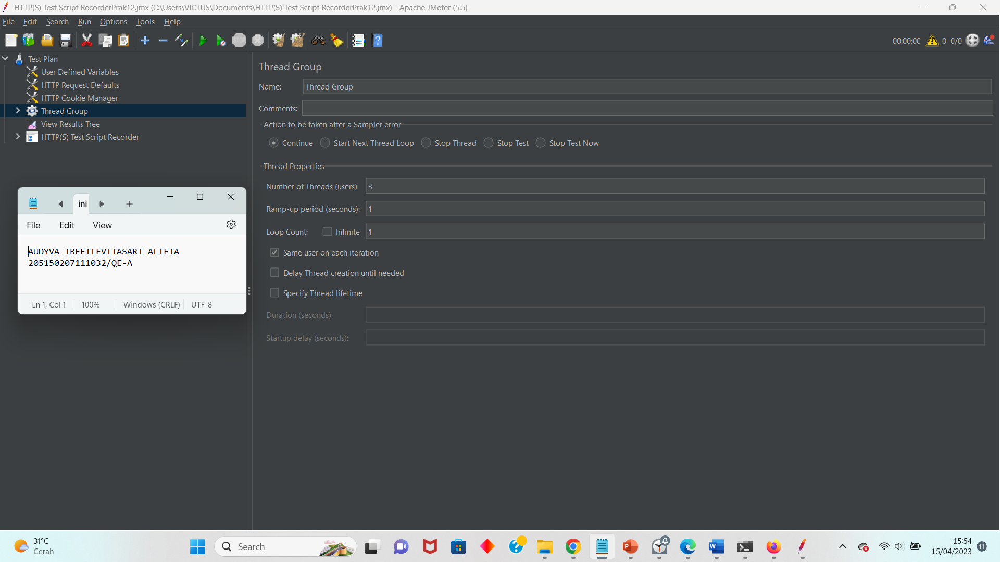 HTTP(S) Test Script RecorderPrak12.jmx (C:\Users\VICTUS\Documents\HTTP(S) Test Script RecorderPrak12.jmx) - Apache JMeter (5.5)
File Edit Search Run Options Tools Help
STOP
00:00:00 0 0/0
Test Plan
User Defined Variables
HTTP Request Defaults
HTTP Cookie Manager
Thread Group
View Results Tree
HTTP(S) Test Script Recorder
Thread Group
Name: Thread Group
Comments:
Action to be taken after a Sampler error
Continue Start Next Thread Loop Stop Thread Stop Test Stop Test Now
Thread Properties
Number of Threads (users): 3
Ramp-up period (seconds): 1
Loop Count: Infinite 1
Same user on each iteration
Delay Thread creation until needed
Specify Thread lifetime
Duration (seconds):
Startup delay (seconds):
ini
File Edit View
AUDYVA IREFILEVITASARI ALIFIA
205150207111032/QE-A
Ln 1, Col 1 100% Windows (CRLF) UTF-8
31°C
Cerah
Search
15:54
15/04/2023
11